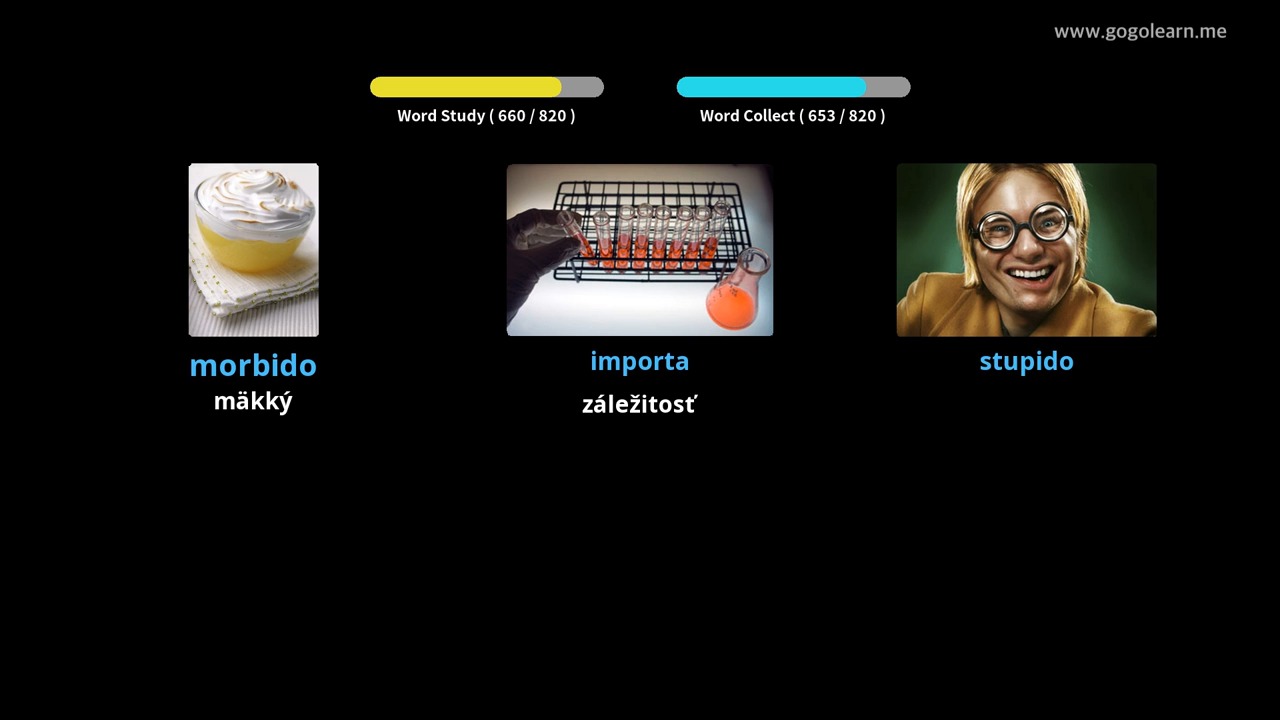 www.gogolearn.me
Word Study ( 660 / 820 )
Word Collect ( 653 / 820 )
morbido
mäkký
importa
záležitosť
stupido